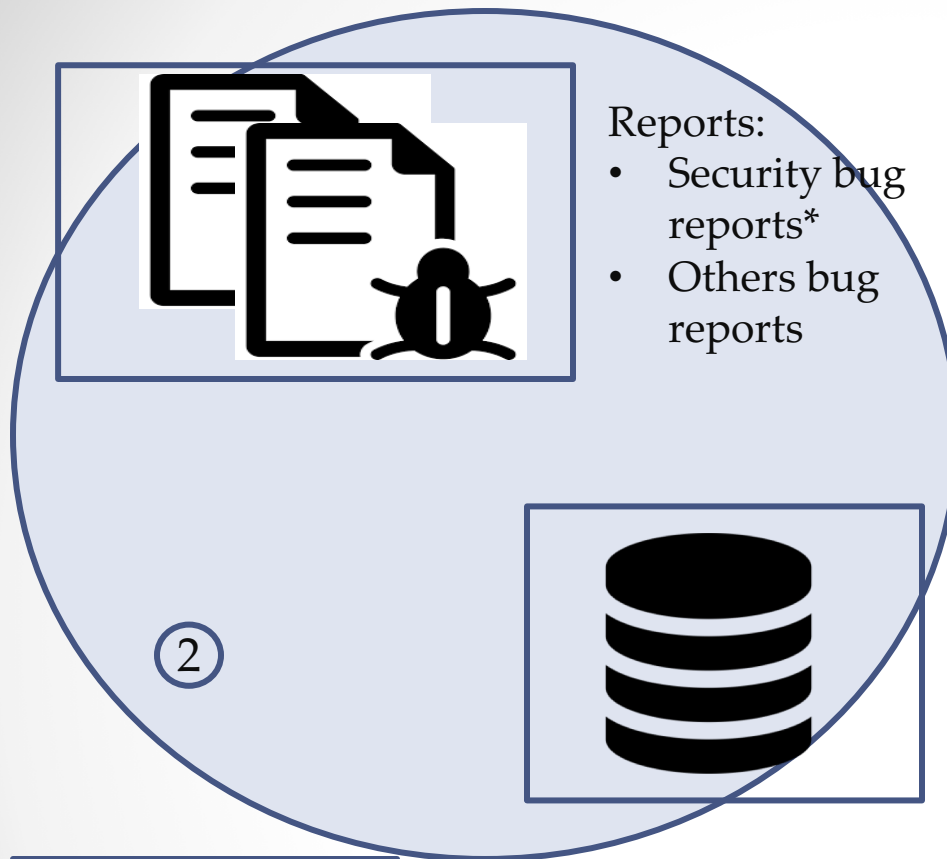 Reports:
• Security bug
reports*
• Others bug
reports
2